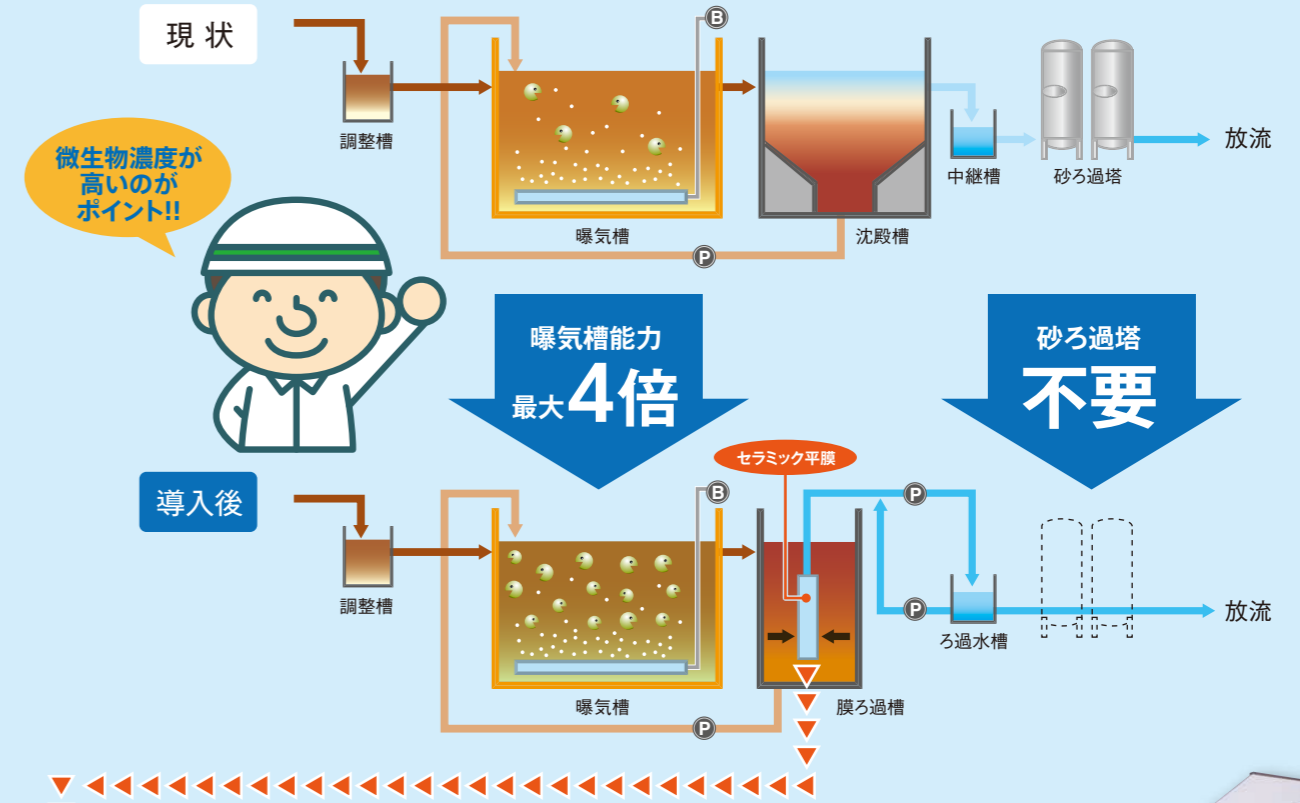 現 状
B
調整槽
曝気槽
沈殿槽
中継槽
砂ろ過塔
放流
P
微生物濃度が
高いのが
ポイント!!
曝気槽能力
最大4倍
砂ろ過塔
不要
セラミック平膜
導入後
B
P
調整槽
曝気槽
膜ろ過槽
P
ろ過水槽
放流
P